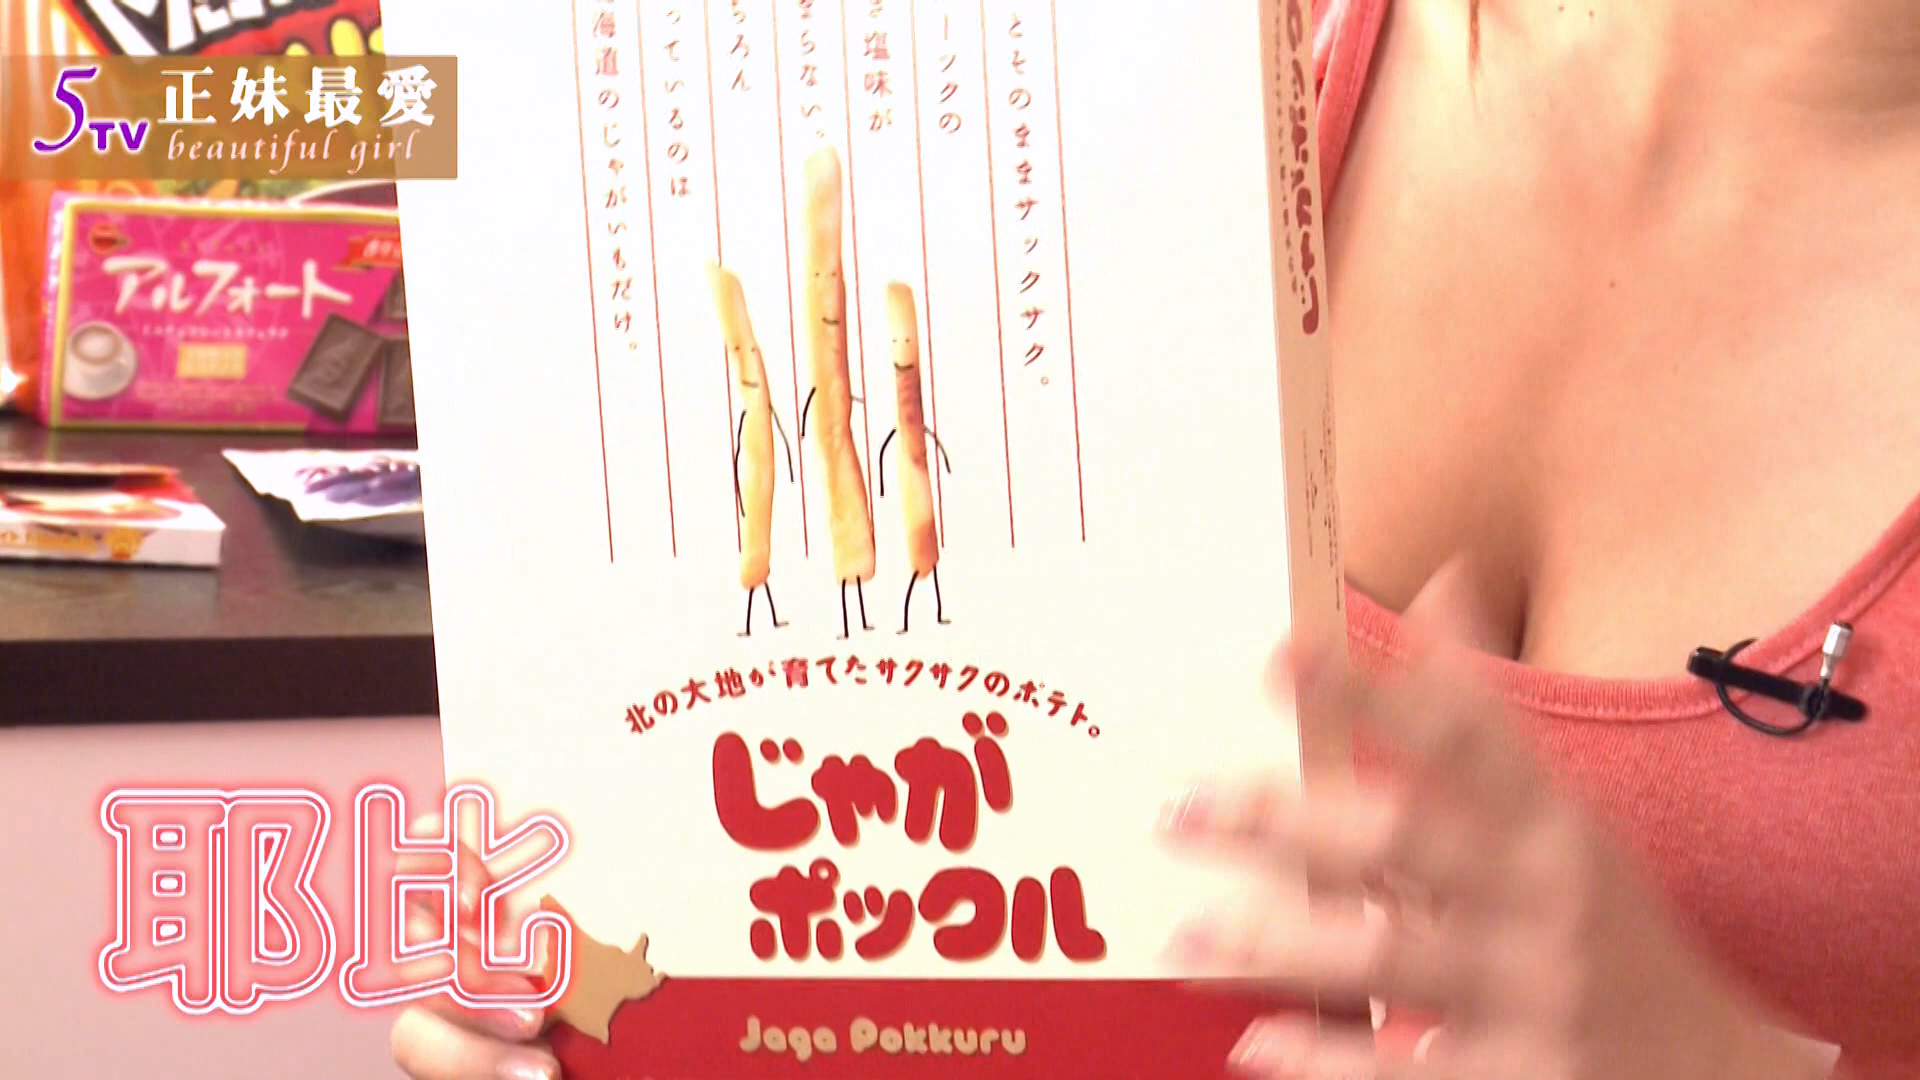 5TV 正妹最愛
beautiful girl
アルフォート
とそのままサックサク。
ックの
塩味が
らない。
ちろん
っているのは
海道のじゃがいもだけ。
北の大地が育てたサクサクのポテト。
じゃが
ポックル
Jaga Pokkuru
耶比